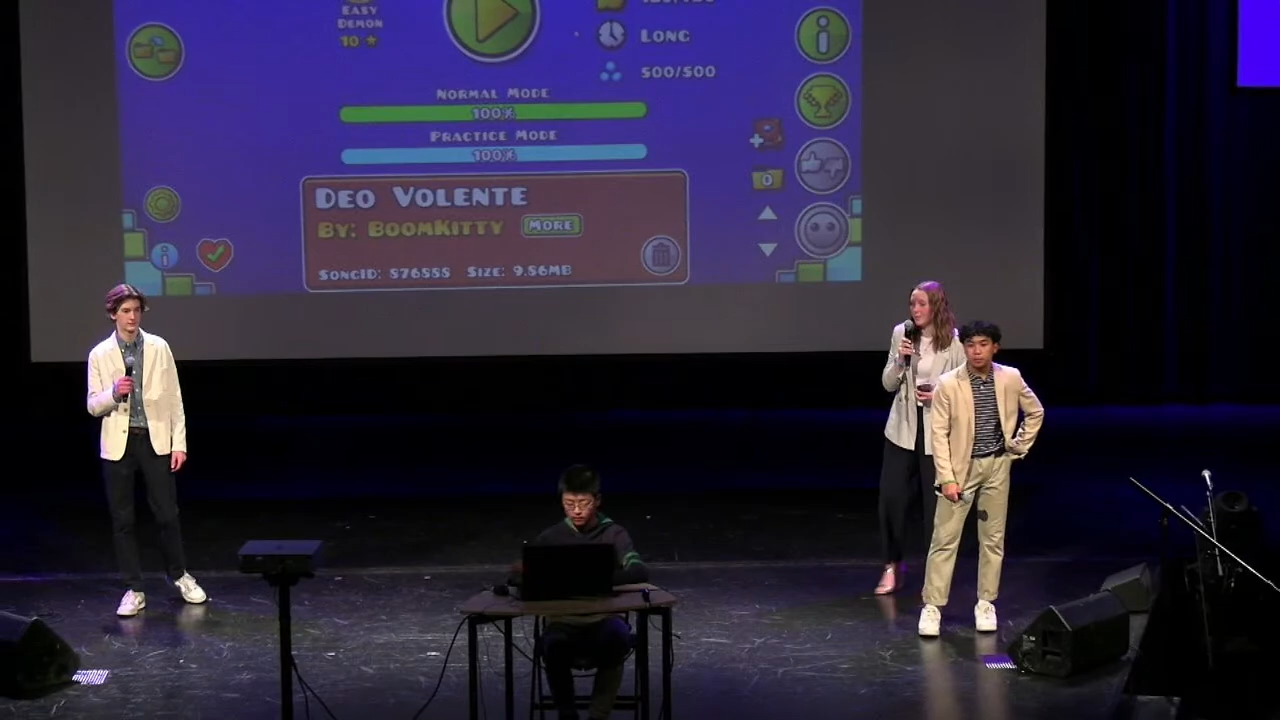 EASY
DEMON
10
LONG
500/500
NORMAL MODE
100%
PRACTICE MODE
100%
DEO VOLENTE
BY: BOOMKITTY MORE
0
SONGID: 876588 SIZE: 9.56MB